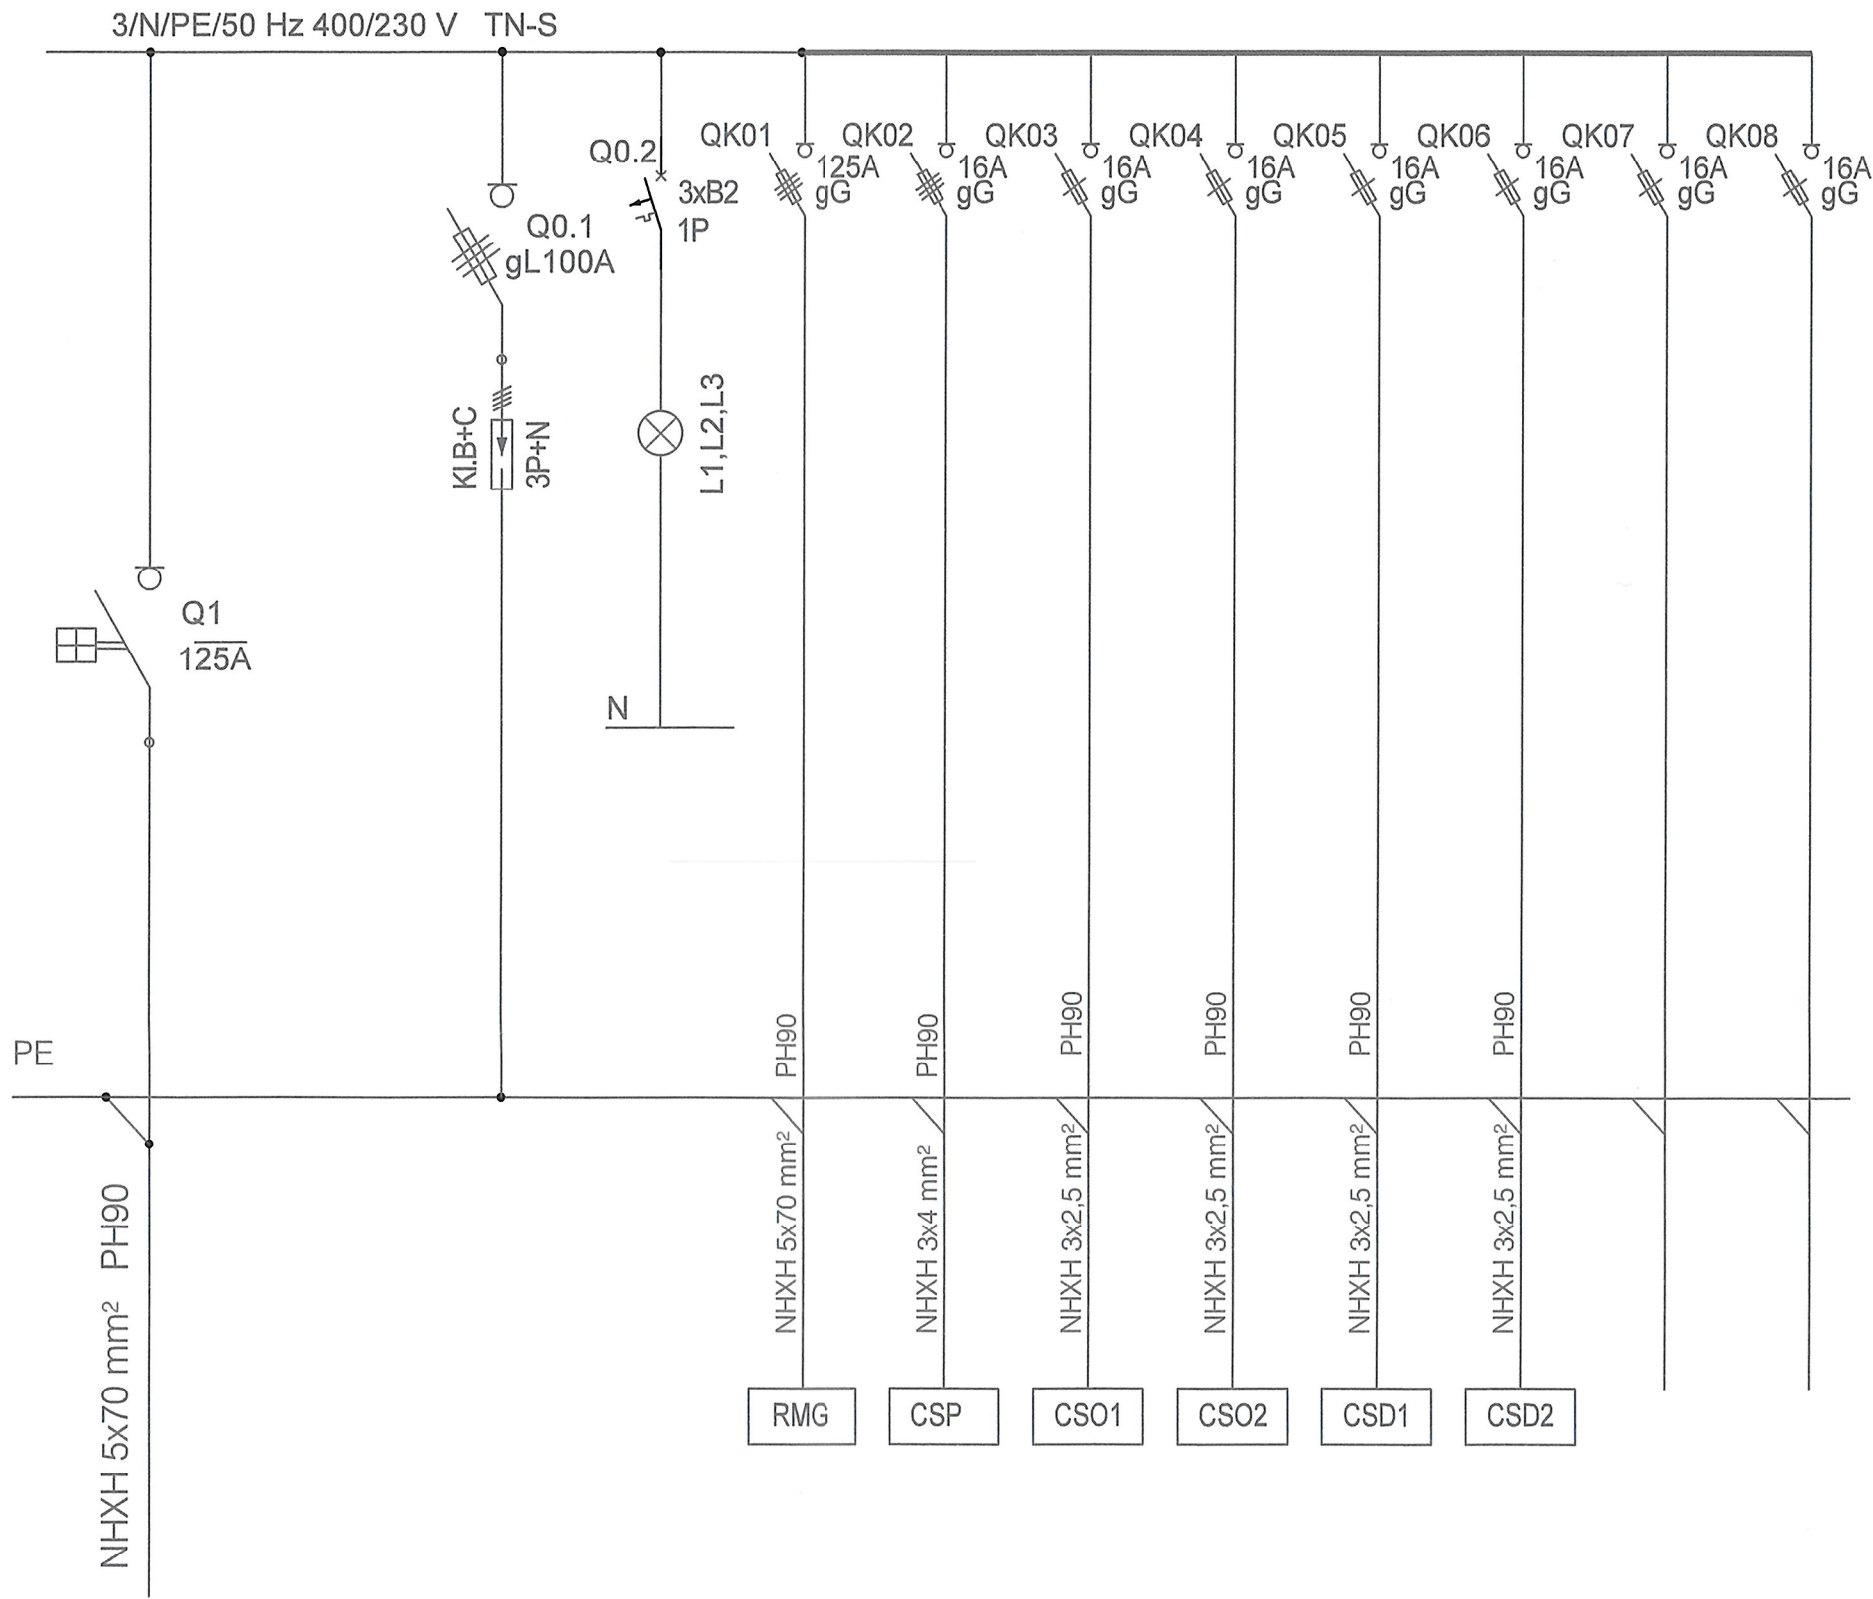 3/N/PE/50 Hz 400/230 V TN-S
Q0.1
gL100A
Kl.B+C
3P+N
Q0.2
3xB2
1P
L1,L2,L3
N
Q1
125A
QK01
125A
gG
QK02
16A
gG
QK03
16A
gG
QK04
16A
gG
QK05
16A
gG
QK06
16A
gG
QK07
16A
gG
QK08
16A
gG
PE
PH90
PH90
PH90
PH90
PH90
PH90
NHXH 5x70 mm² PH90
NHXH 5x70 mm²
NHXH 3x4 mm²
NHXH 3x2,5 mm²
NHXH 3x2,5 mm²
NHXH 3x2,5 mm²
NHXH 3x2,5 mm²
RMG
CSP
CSO1
CSO2
CSD1
CSD2